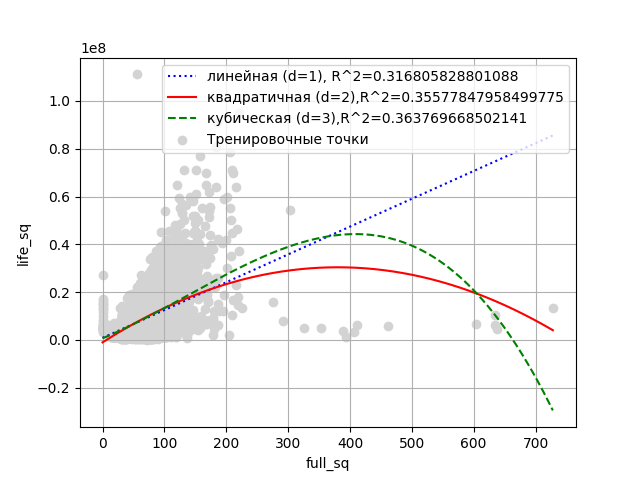 1e8
линейная (d=1), R^2=0.316805828801088
квадратичная (d=2),R^2=0.35577847958499775
кубическая (d=3),R^2=0.363769668502141
Тренировочные точки
1.0
0.8
0.6
0.4
0.2
0.0
−0.2
life_sq
0 100 200 300 400 500 600 700
full_sq